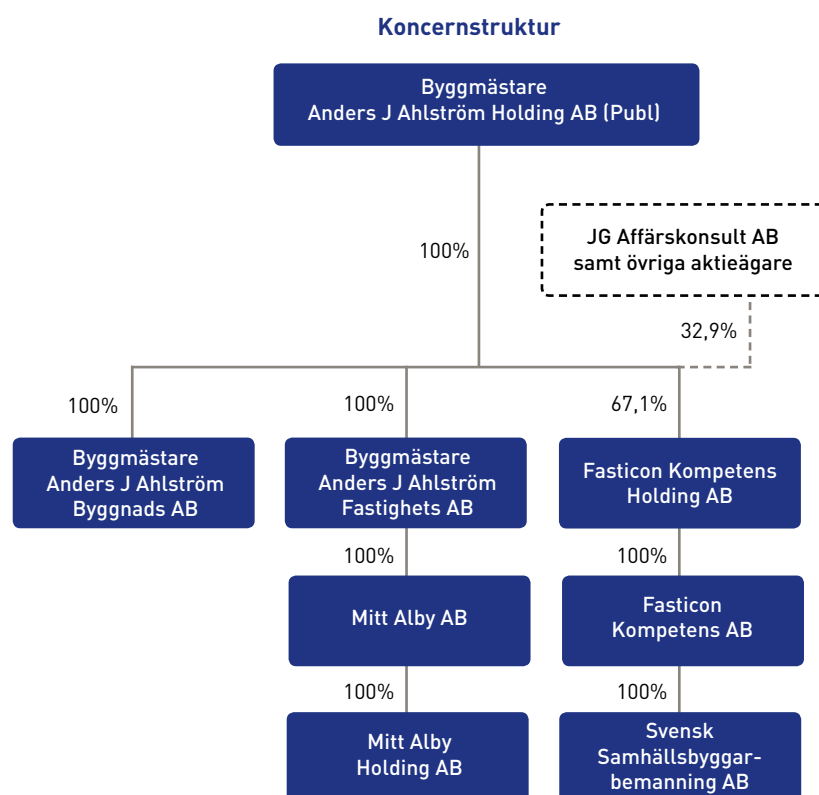 Koncernstruktur
Byggmästare
Anders J Ahlström Holding AB (Publ)
JG Affärskonsult AB
samt övriga aktieägare
100%
32,9%
100%
100%
67,1%
Byggmästare
Anders J Ahlström
Byggnads AB
Byggmästare
Anders J Ahlström
Fastighets AB
Fasticon Kompetens
Holding AB
100%
100%
Mitt Alby AB
Fasticon
Kompetens AB
100%
100%
Mitt Alby
Holding AB
Svensk
Samhällsbyggar-
bemanning AB